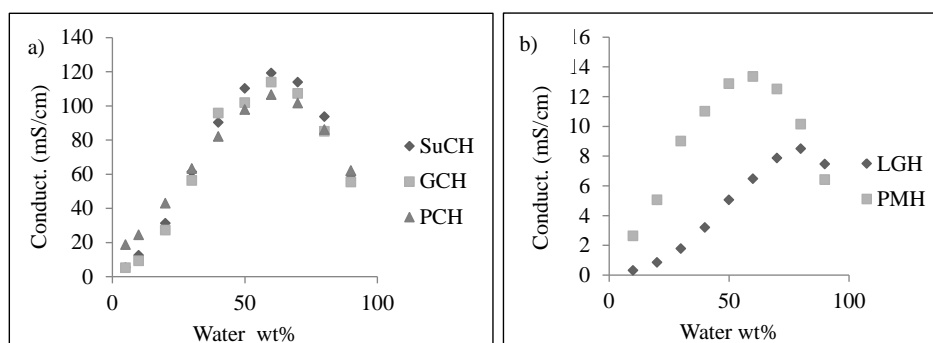 a)
Conduct. (mS/cm)
140
120
100
80
60
40
20
0
0 50 100
Water wt%
SuCH
GCH
PCH
b)
Conduct. (mS/cm)
16
14
12
10
8
6
4
2
0
0 50 100
Water wt%
LGH
PMH